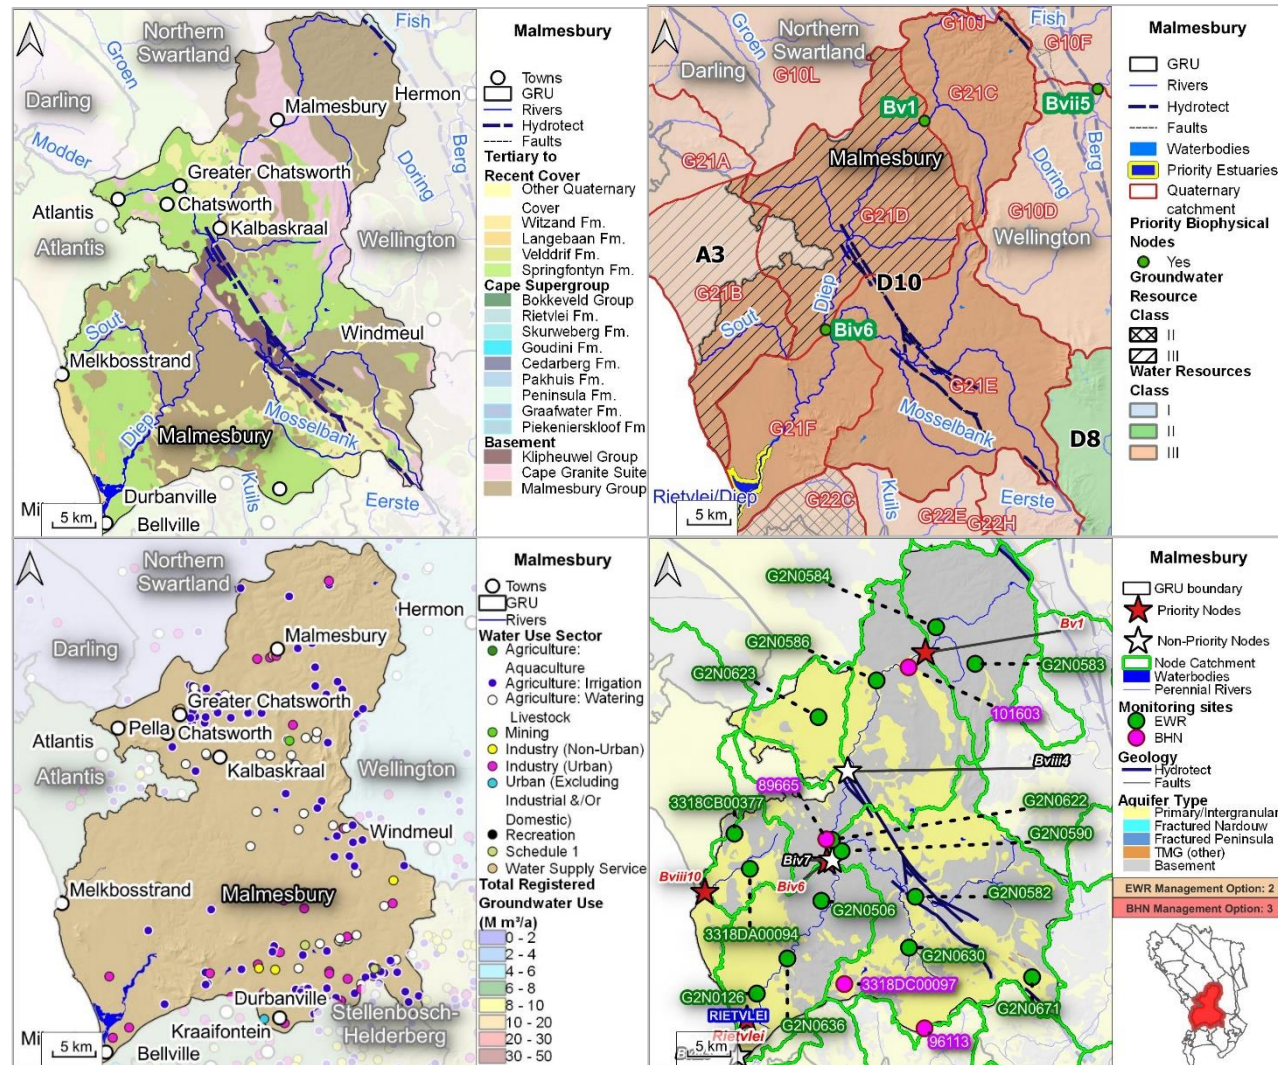 Northern
Swartland
Groen
Fish
Darling
Hermon
Malmesbury
Modder
Berg
Doring
Greater Chatsworth
Chatsworth
Atlantis
Kalbaskraal
Atlantis
Wellington
Sout
Windmeul
Melkbosstrand
Diep
Mosselbank
Malmesbury
Kuils
Durbanville
Eerste
Bellville
5 km
Malmesbury
Towns
GRU
Rivers
Hydrotect
Faults
Tertiary to
Recent Cover
Other Quaternary
Cover
Witzand Fm.
Langebaan Fm.
Velddrif Fm.
Springfontyn Fm.
Cape Supergroup
Bokkeveld Group
Rietvlei Fm.
Skurweberg Fm.
Goudini Fm.
Cedarberg Fm.
Pakhuis Fm.
Peninsula Fm.
Graafwater Fm.
Piekenierskloof Fm
Basement
Klipheuwel Group
Cape Granite Suite
Malmesbury Group
Northern
Swartland
Groen
G10J
Fish
G10F
Darling
G10L
G21C
Bv1
Bvii5
Malmesbury
Berg
G21A
Doring
G21D
G10D
Wellington
A3
D10
G21B
Diep
Sout
Biv6
G21E
Mosselbank
G21F
D8
Rietvlei/Diep
G22C
Kuils
G22E
G22H
Eerste
5 km
Malmesbury
GRU
Rivers
Hydrotect
Faults
Waterbodies
Priority Estuaries
Quaternary
catchment
Priority Biophysical
Nodes
Yes
Groundwater
Resource
Class
II
III
Water Resources
Class
I
II
III
Northern
Swartland
Hermon
Darling
Malmesbury
Greater Chatsworth
Pella
Chatsworth
Atlantis
Kalbaskraal
Atlantis
Wellington
Windmeul
Melkbosstrand
Malmesbury
Durbanville
Stellenbosch-
Helderberg
Kraaifontein
Bellville
5 km
Malmesbury
Towns
GRU
Rivers
Water Use Sector
Agriculture:
Aquaculture
Agriculture: Irrigation
Agriculture: Watering
Livestock
Mining
Industry (Non-Urban)
Industry (Urban)
Urban (Excluding
Industrial &/Or
Domestic)
Recreation
Schedule 1
Water Supply Service
Total Registered
Groundwater Use
(M m³/a)
0 - 2
2 - 4
4 - 6
6 - 8
8 - 10
10 - 20
20 - 30
30 - 50
G2N0584
G2N0586
Bv1
G2N0623
G2N0583
101603
Bviii4
89665
3318CB00377
G2N0622
G2N0590
Biv7
Bviii10
Biv6
G2N0582
G2N0506
3318DA00094
G2N0630
3318DC00097
G2N0126
G2N0671
RIETVLEI
G2N0636
Rietvlei
96113
5 km
Malmesbury
GRU boundary
Priority Nodes
Non-Priority Nodes
Node Catchment
Waterbodies
Perennial Rivers
Monitoring sites
EWR
BHN
Geology
Hydrotect
Faults
Aquifer Type
Primary/Intergranular
Fractured Nardouw
Fractured Peninsula
TMG (other)
Basement
EWR Management Option: 2
BHN Management Option: 3